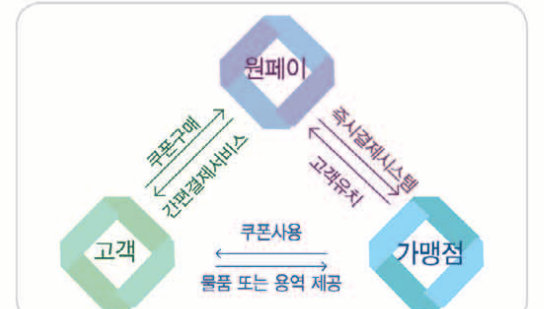 원페이
쿠폰구매
간편결제서비스
즉시결제시스템
고객유치
고객
쿠폰사용
물품 또는 용역 제공
가맹점